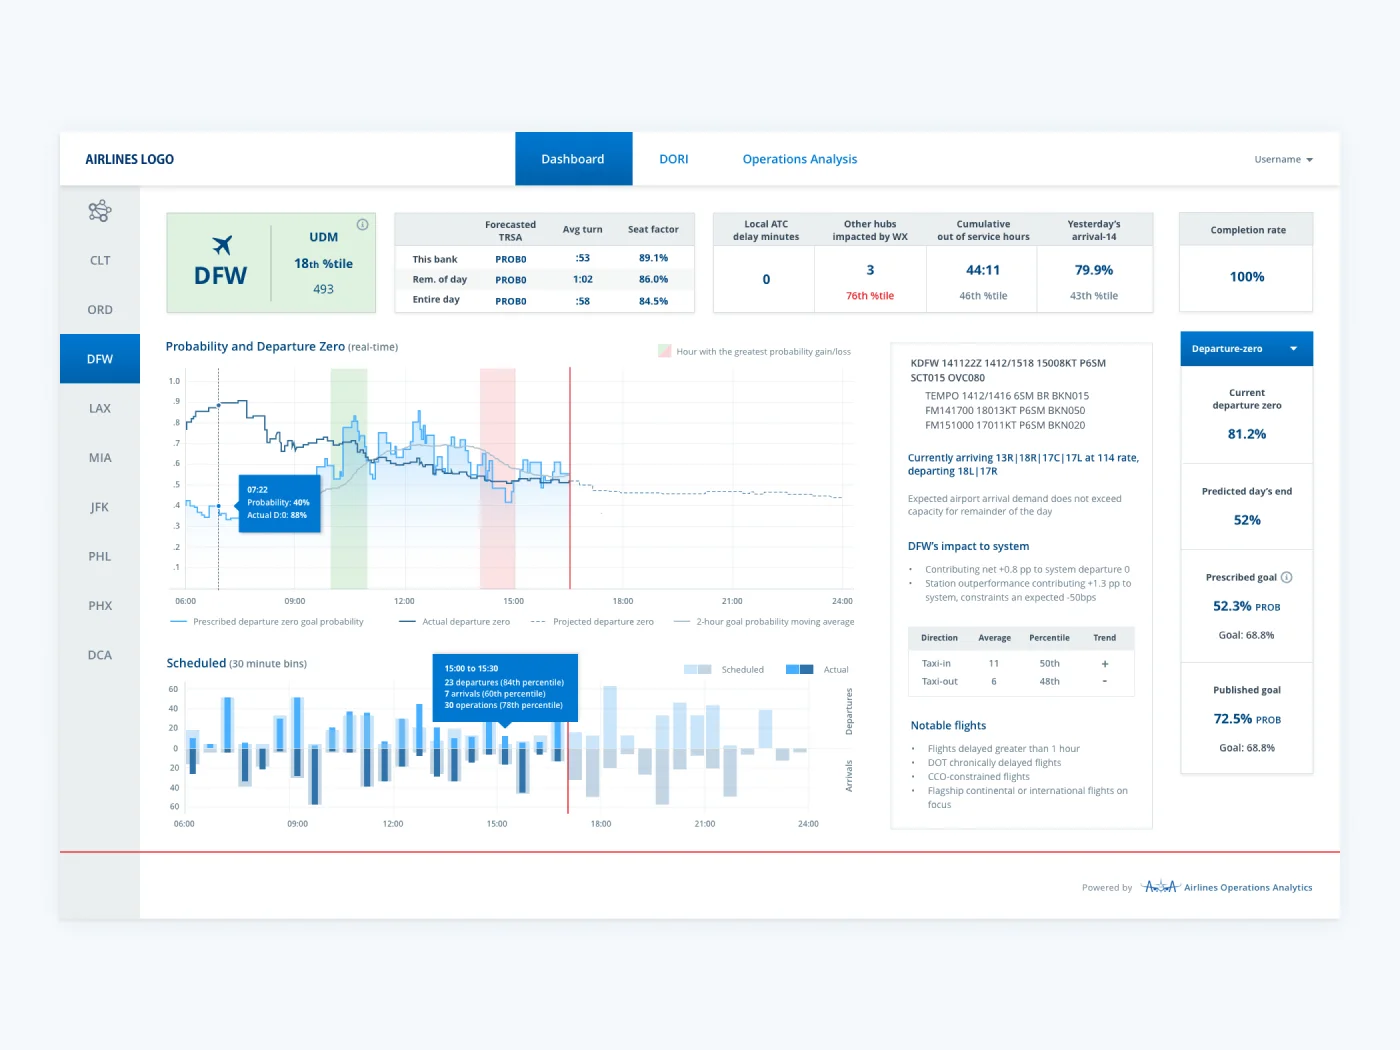 AIRLINES LOGO
Dashboard
DORI
Operations Analysis
Username
CLT
ORD
DFW
LAX
MIA
JFK
PHL
PHX
DCA
DFW
UDM
18th %tile
493
Forecasted
TRSA
Avg turn
Seat factor
This bank PROB0 :53 89.1%
Rem. of day PROB0 1:02 86.0%
Entire day PROB0 :58 84.5%
Local ATC
delay minutes
0
Other hubs
impacted by WX
3
76th %tile
Cumulative
out of service hours
44:11
46th %tile
Yesterday's
arrival-14
79.9%
43th %tile
Completion rate
100%
Probability and Departure Zero (real-time)
Hour with the greatest probability gain/loss
1.0
.9
.8
.7
.6
.5
.4
.3
.2
.1
07:22
Probability: 40%
Actual D:0: 88%
06:00 09:00 12:00 15:00 18:00 21:00 24:00
Prescribed departure zero goal probability
Actual departure zero
Projected departure zero
2-hour goal probability moving average
Scheduled (30 minute bins)
15:00 to 15:30
23 departures (84th percentile)
7 arrivals (60th percentile)
30 operations (78th percentile)
Scheduled
Actual
60
40
20
0
20
40
60
Departures
Arrivals
06:00 09:00 12:00 15:00 18:00 21:00 24:00
KDFW 141122Z 1412/1518 15008KT P6SM
SCT015 OVC080
TEMPO 1412/1416 6SM BR BKN015
FM141700 18013KT P6SM BKN050
FM151000 17011KT P6SM BKN020
Currently arriving 13R|18R|17C|17L at 114 rate,
departing 18L|17R
Expected airport arrival demand does not exceed
capacity for remainder of the day
DFW's impact to system
• Contributing net +0.8 pp to system departure 0
• Station outperformance contributing +1.3 pp to
system, constraints an expected -50bps
Direction Average Percentile Trend
Taxi-in 11 50th +
Taxi-out 6 48th -
Notable flights
• Flights delayed greater than 1 hour
• DOT chronically delayed flights
• CCO-constrained flights
• Flagship continental or international flights on
focus
Departure-zero
Current
departure zero
81.2%
Predicted day's end
52%
Prescribed goal
52.3% PROB
Goal: 68.8%
Published goal
72.5% PROB
Goal: 68.8%
Powered by
AOA
Airlines Operations Analytics